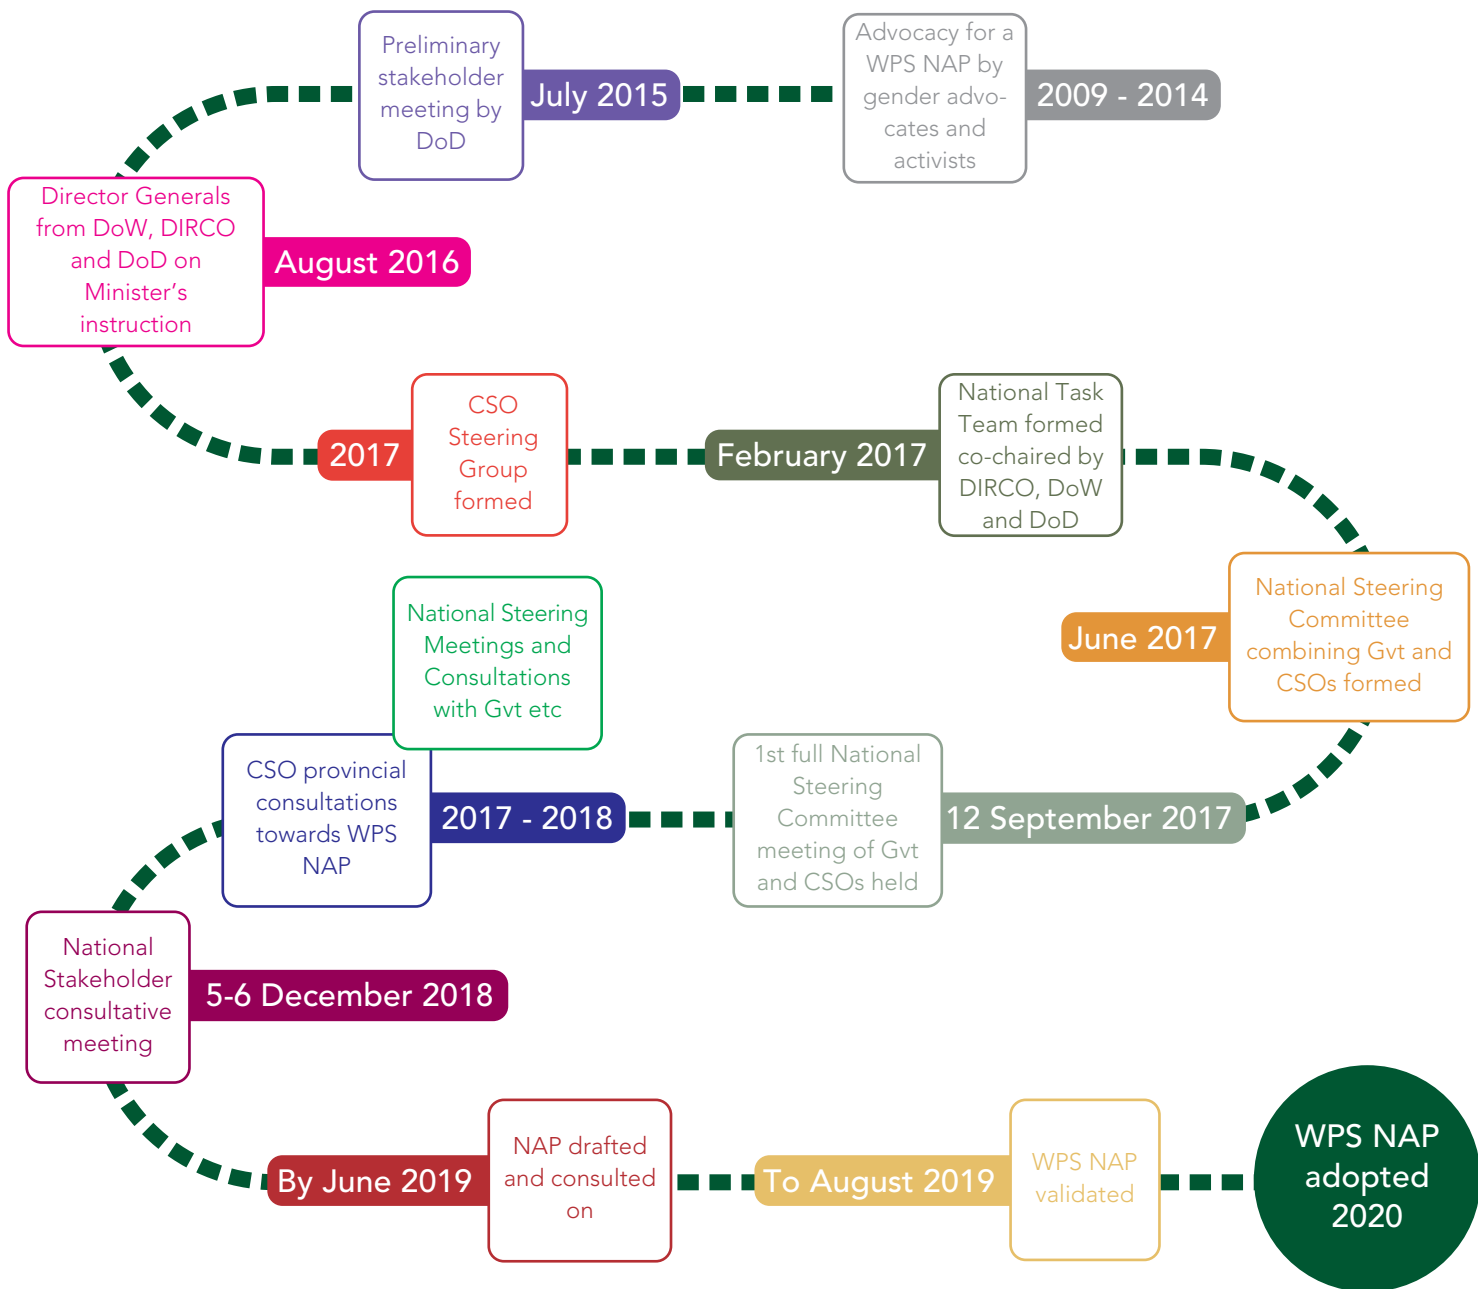 Advocacy for a
WPS NAP by
gender advo-
cates and
activists
2009 - 2014
Preliminary
stakeholder
meeting by
DoD
July 2015
Director Generals
from DoW, DIRCO
and DoD on
Minister’s
instruction
August 2016
2017
CSO
Steering
Group
formed
February 2017
National Task
Team formed
co-chaired by
DIRCO, DoW
and DoD
June 2017
National Steering
Committee
combining Gvt and
CSOs formed
12 September 2017
1st full National
Steering
Committee
meeting of Gvt
and CSOs held
2017 - 2018
National Steering
Meetings and
Consultations
with Gvt etc
CSO provincial
consultations
towards WPS
NAP
National
Stakeholder
consultative
meeting
5-6 December 2018
By June 2019
NAP drafted
and consulted
on
To August 2019
WPS NAP
validated
WPS NAP
adopted
2020